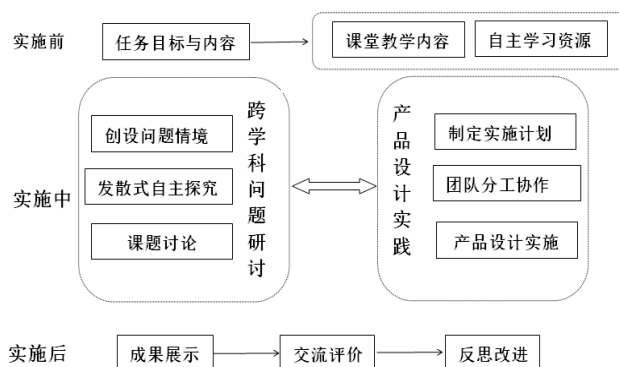 实施前
任务目标与内容
课堂教学内容
自主学习资源
实施中
创设问题情境
发散式自主探究
课题讨论
跨学科问题研讨
产品设计实践
制定实施计划
团队分工协作
产品设计实施
实施后
成果展示
交流评价
反思改进